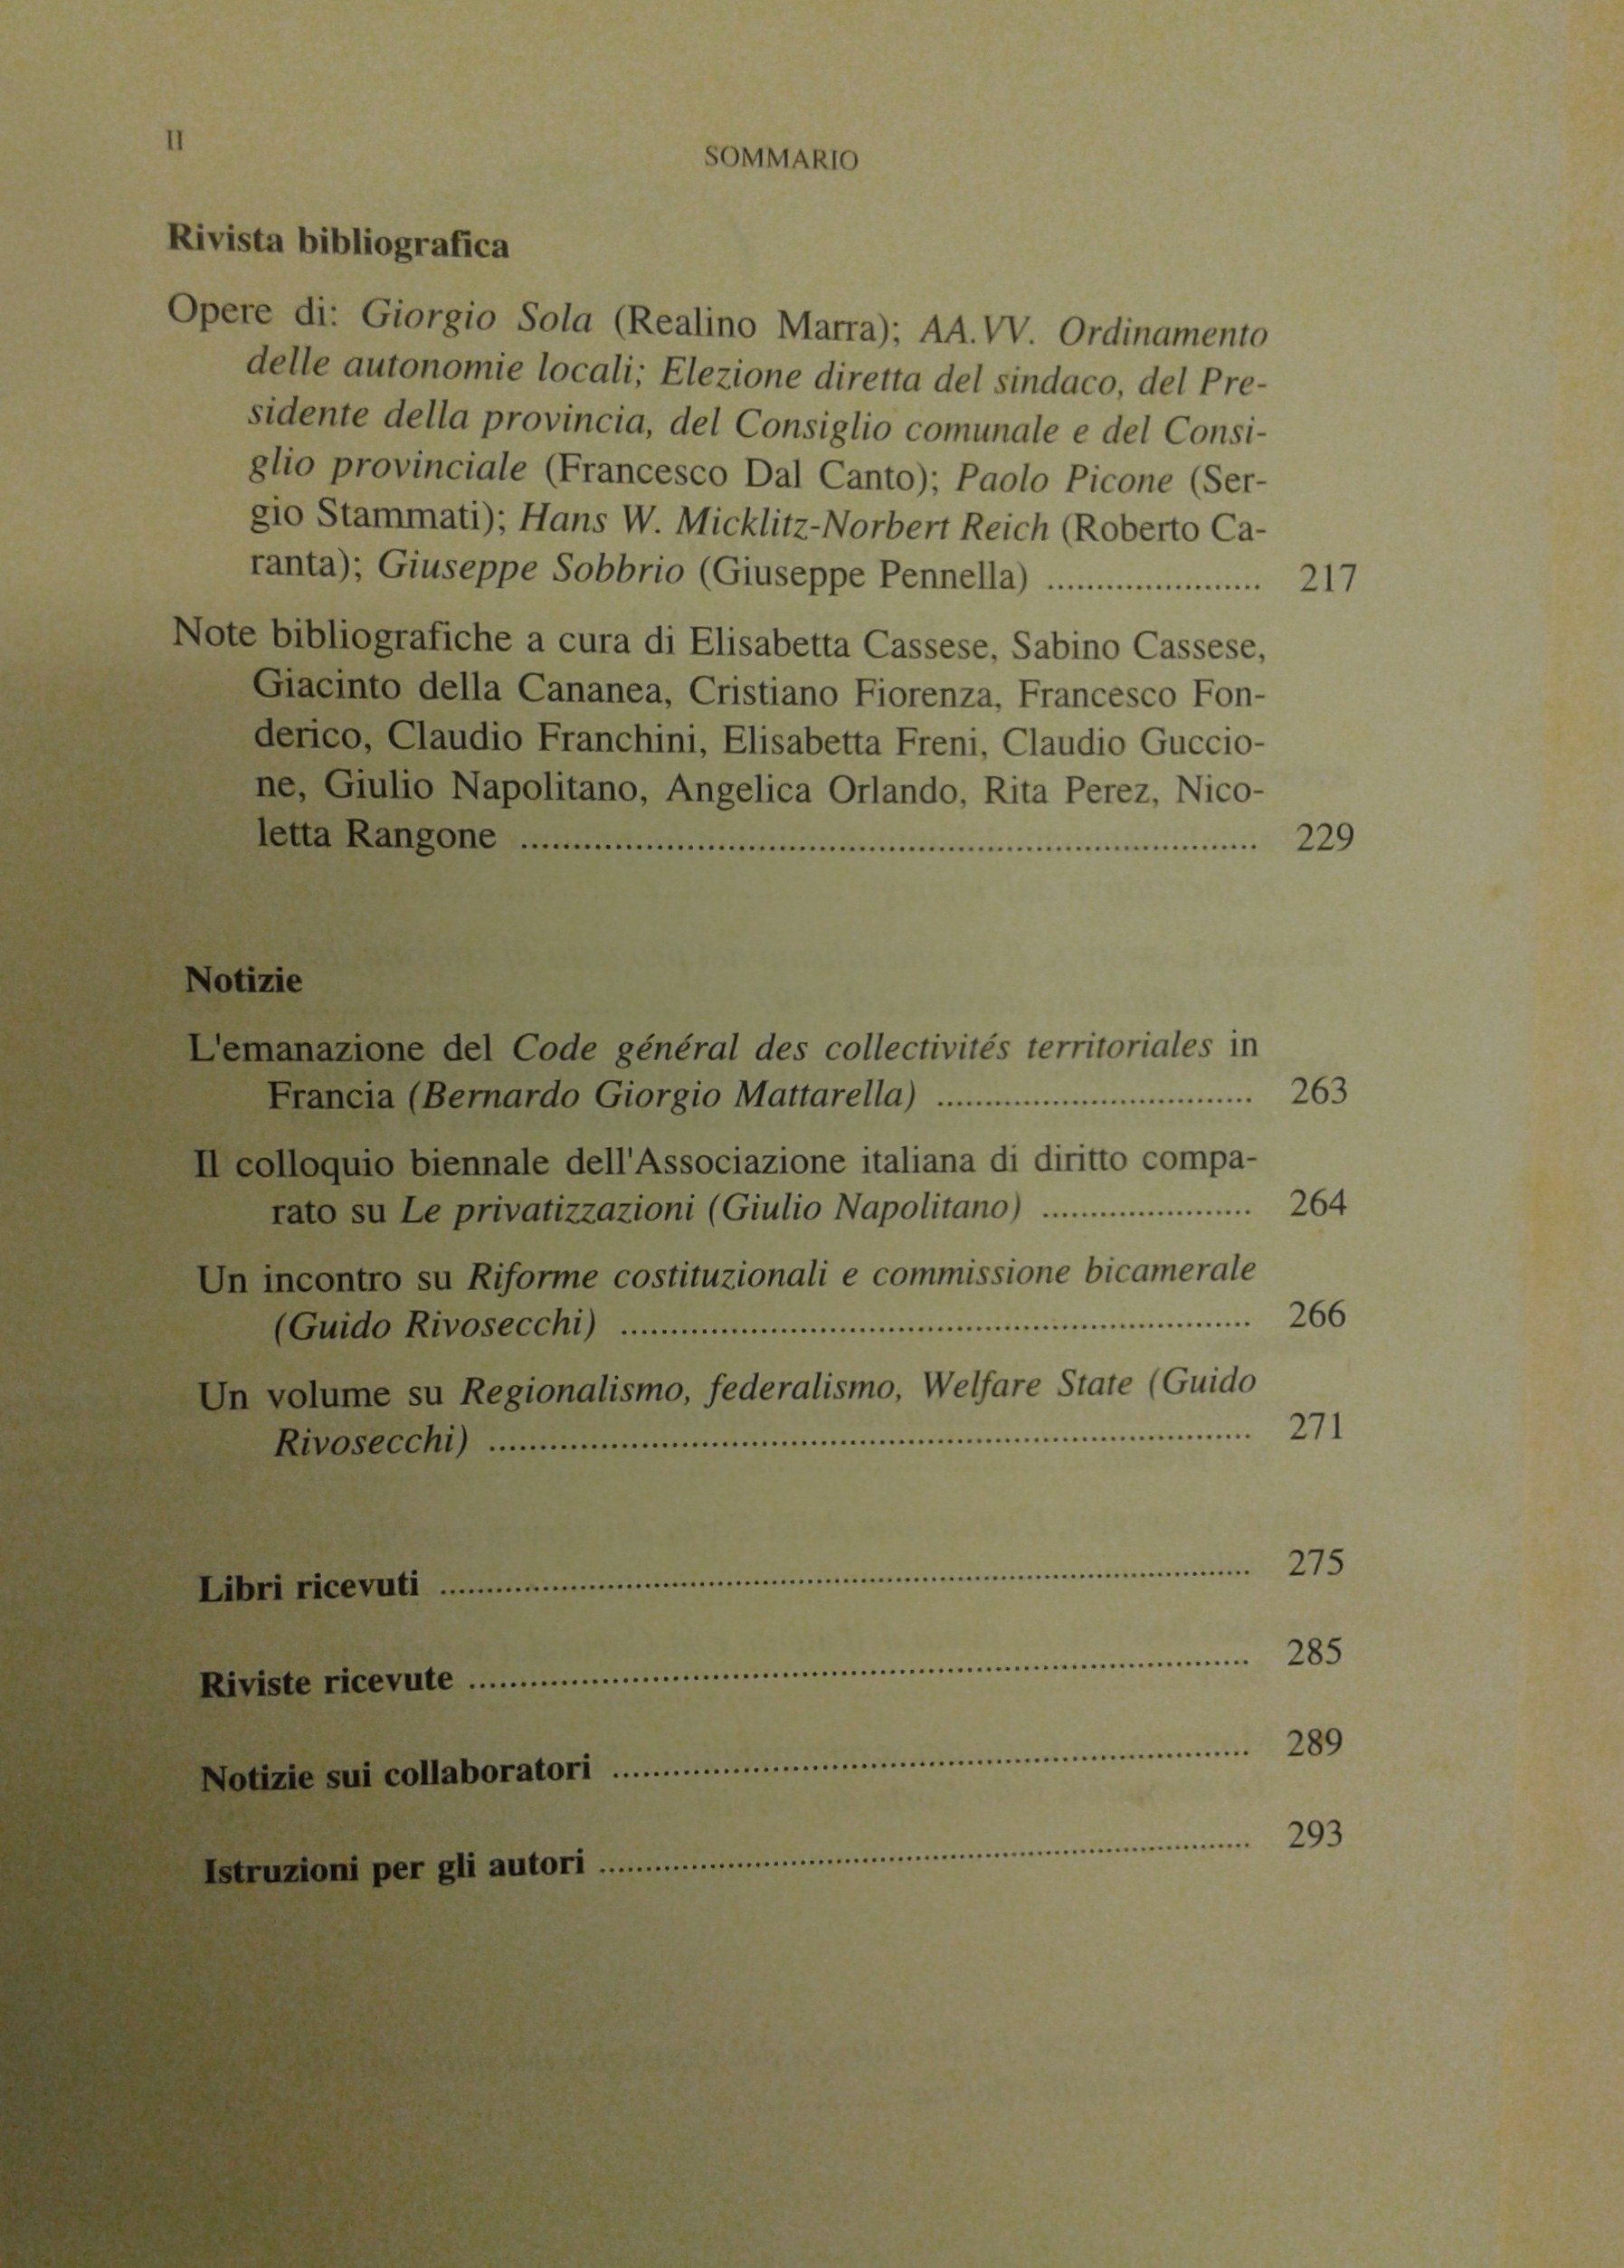 II
SOMMARIO
Rivista bibliografica
Opere di: Giorgio Sola (Realino Marra); AA.VV. Ordinamento
delle autonomie locali; Elezione diretta del sindaco, del Pre-
sidente della provincia, del Consiglio comunale e del Consi-
glio provinciale (Francesco Dal Canto); Paolo Picone (Ser-
gio Stammati); Hans W. Micklitz-Norbert Reich (Roberto Ca-
ranta); Giuseppe Sobbrio (Giuseppe Pennella) ...................... 217
Note bibliografiche a cura di Elisabetta Cassese, Sabino Cassese,
Giacinto della Cananea, Cristiano Fiorenza, Francesco Fon-
derico, Claudio Franchini, Elisabetta Freni, Claudio Guccio-
ne, Giulio Napolitano, Angelica Orlando, Rita Perez, Nico-
letta Rangone ........................................................................ 229
Notizie
L'emanazione del Code général des collectivités territoriales in
Francia (Bernardo Giorgio Mattarella) ................................ 263
Il colloquio biennale dell'Associazione italiana di diritto compa-
rato su Le privatizzazioni (Giulio Napolitano) ..................... 264
Un incontro su Riforme costituzionali e commissione bicamerale
(Guido Rivosecchi) .............................................................. 266
Un volume su Regionalismo, federalismo, Welfare State (Guido
Rivosecchi) ........................................................................... 271
Libri ricevuti ................................................................................ 275
Riviste ricevute ............................................................................. 285
Notizie sui collaboratori ............................................................... 289
Istruzioni per gli autori ................................................................ 293